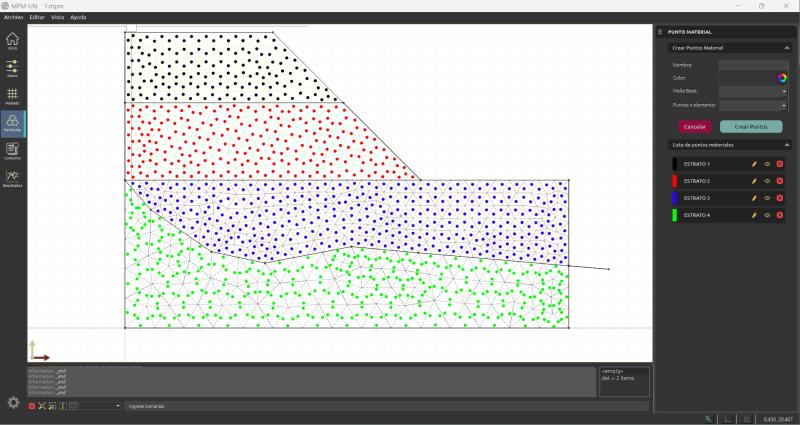 MPM-UN 1.mpm
Archivo Editar Vista Ayuda
Inicio
Datos
Mallado
Partículas
Contorno
Resultados
PUNTO MATERIAL
Crear Puntos Material
Nombre:
Color:
Malla Base:
Puntos x elemento:
Cancelar Crear Puntos
Lista de puntos materiales
ESTRATO 1
ESTRATO 2
ESTRATO 3
ESTRATO 4
information: _end
information: _end
information: _end
information: _end
information: _end
<empty>
del -> 2 items
Ingrese comando
0.450, 20.407